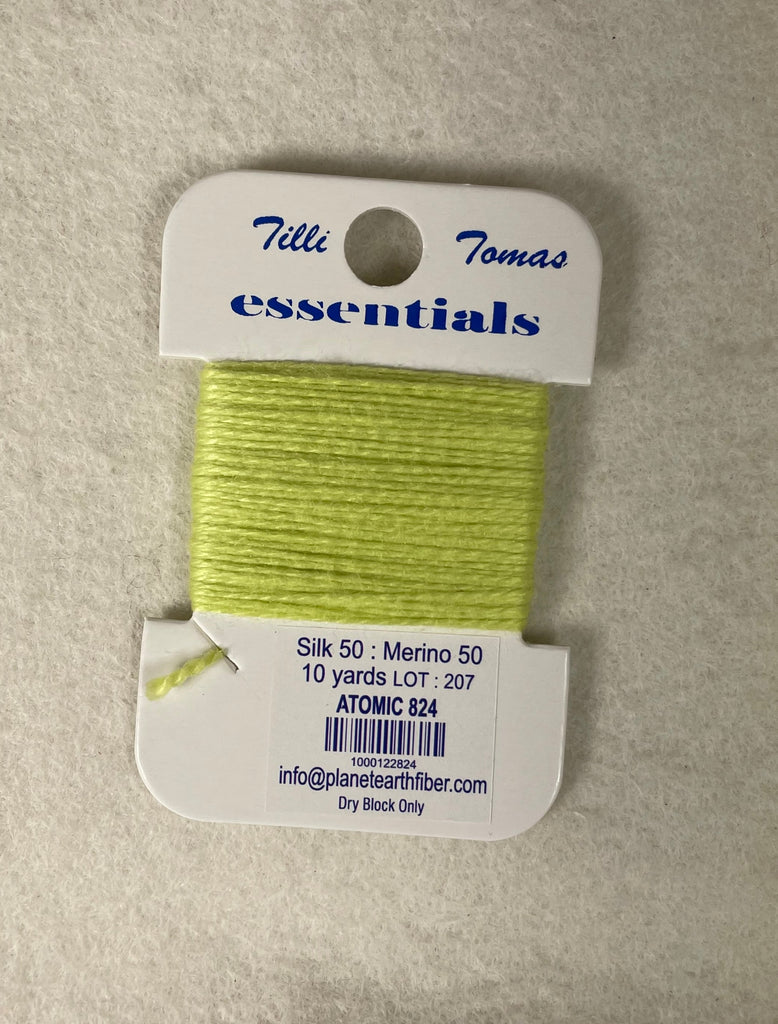 Tilli Tomas
essentials
Silk 50 : Merino 50
10 yards LOT : 207
ATOMIC 824
1000122824
info@planetearthfiber.com
Dry Block Only